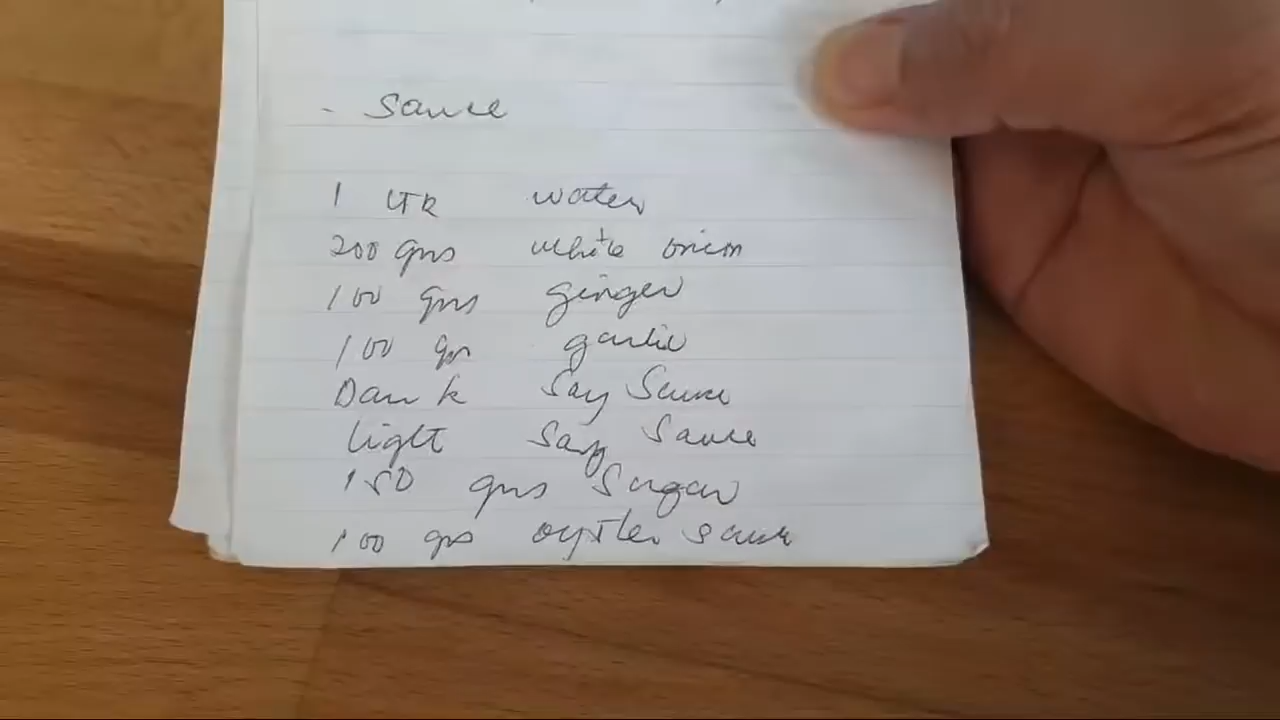 - Sauce
1 LTR water
200 gms white onion
100 gms ginger
100 gm garlic
Dark Soy Sauce
light Soy Sauce
150 gms Sugar
100 gms oyster sauce